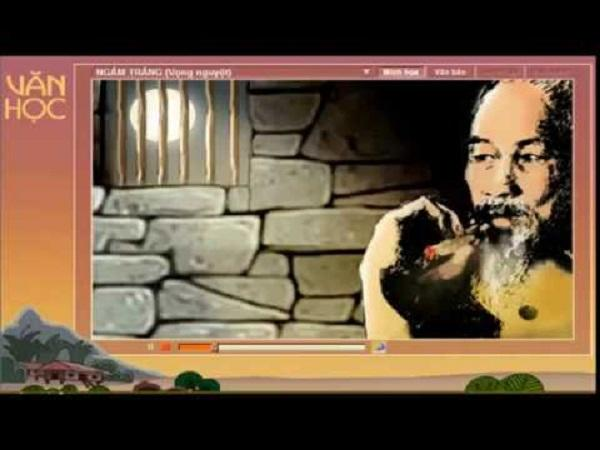 VĂN
HỌC
NGẮM TRĂNG (Vọng nguyệt)
Minh họa
Văn bản